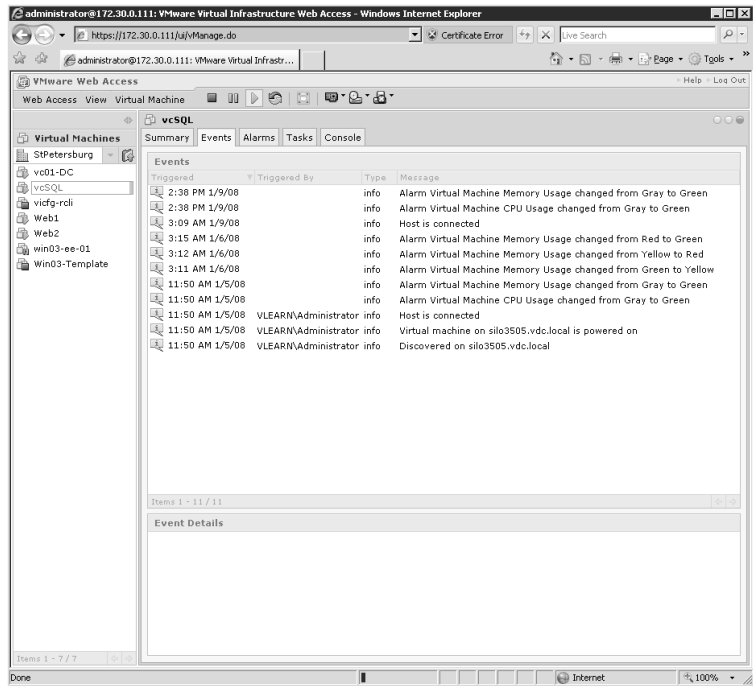 administrator@172.30.0.111: VMware Virtual Infrastructure Web Access - Windows Internet Explorer
https://172.30.0.111/ui/vManage.do
Certificate Error
Live Search
administrator@172.30.0.111: VMware Virtual Infrastr...
Page
Tools
VMware Web Access
Help
Log Out
Web Access View Virtual Machine
vcSQL
Virtual Machines
Summary Events Alarms Tasks Console
StPetersburg
vc01-DC
vcSQL
vicfg-rcli
Web1
Web2
win03-ee-01
Win03-Template
Events
Triggered Triggered By Type Message
2:38 PM 1/9/08 info Alarm Virtual Machine Memory Usage changed from Gray to Green
2:38 PM 1/9/08 info Alarm Virtual Machine CPU Usage changed from Gray to Green
3:09 AM 1/9/08 info Host is connected
3:15 AM 1/6/08 info Alarm Virtual Machine Memory Usage changed from Red to Green
3:12 AM 1/6/08 info Alarm Virtual Machine Memory Usage changed from Yellow to Red
3:11 AM 1/6/08 info Alarm Virtual Machine Memory Usage changed from Green to Yellow
11:50 AM 1/5/08 info Alarm Virtual Machine Memory Usage changed from Gray to Green
11:50 AM 1/5/08 info Alarm Virtual Machine CPU Usage changed from Gray to Green
11:50 AM 1/5/08 VLEARN\Administrator info Host is connected
11:50 AM 1/5/08 VLEARN\Administrator info Virtual machine on silo3505.vdc.local is powered on
11:50 AM 1/5/08 VLEARN\Administrator info Discovered on silo3505.vdc.local
Items 1 - 11 / 11
Event Details
Items 1 - 7 / 7
Done
Internet
100%